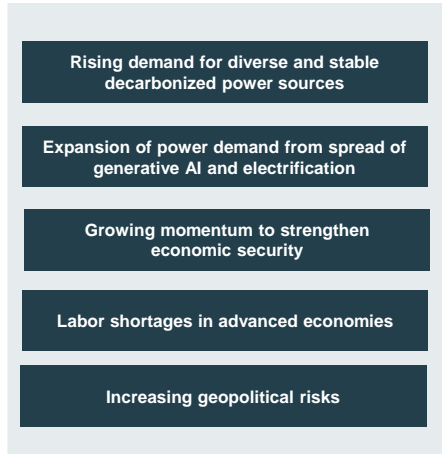 Rising demand for diverse and stable
decarbonized power sources
Expansion of power demand from spread of
generative AI and electrification
Growing momentum to strengthen
economic security
Labor shortages in advanced economies
Increasing geopolitical risks